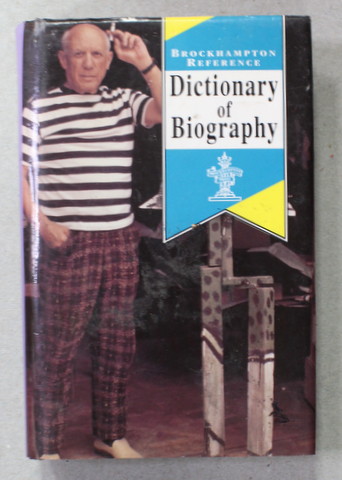 BROCKHAMPTON
REFERENCE
Dictionary
of
Biography